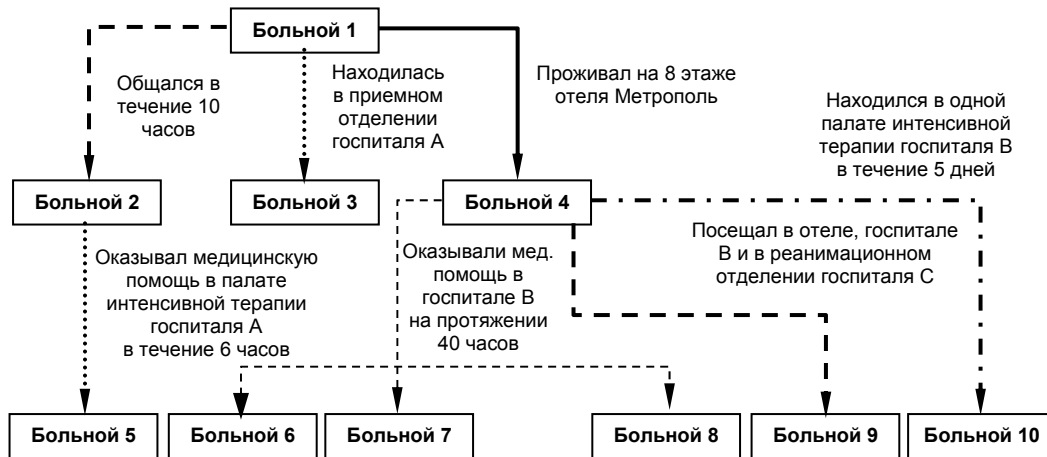 Больной 1
Общался в
течение 10
часов
Находилась
в приемном
отделении
госпиталя А
Проживал на 8 этаже
отеля Метрополь
Находился в одной
палате интенсивной
терапии госпиталя В
в течение 5 дней
Больной 2
Больной 3
Больной 4
Оказывал медицинскую
помощь в палате
интенсивной терапии
госпиталя А
в течение 6 часов
Оказывали мед.
помощь в
госпитале В
на протяжении
40 часов
Посещал в отеле, госпитале
В и в реанимационном
отделении госпиталя С
Больной 5
Больной 6
Больной 7
Больной 8
Больной 9
Больной 10